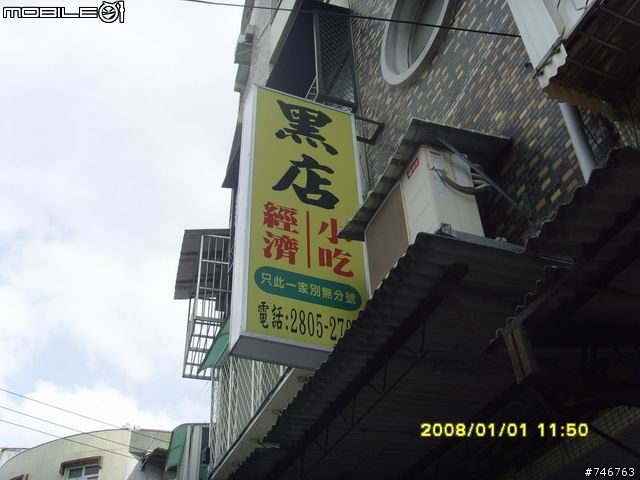 MOBILE01
黑店
經濟
小吃
只此一家別無分號
電話:2805-27
2008/01/01 11:50
#746763